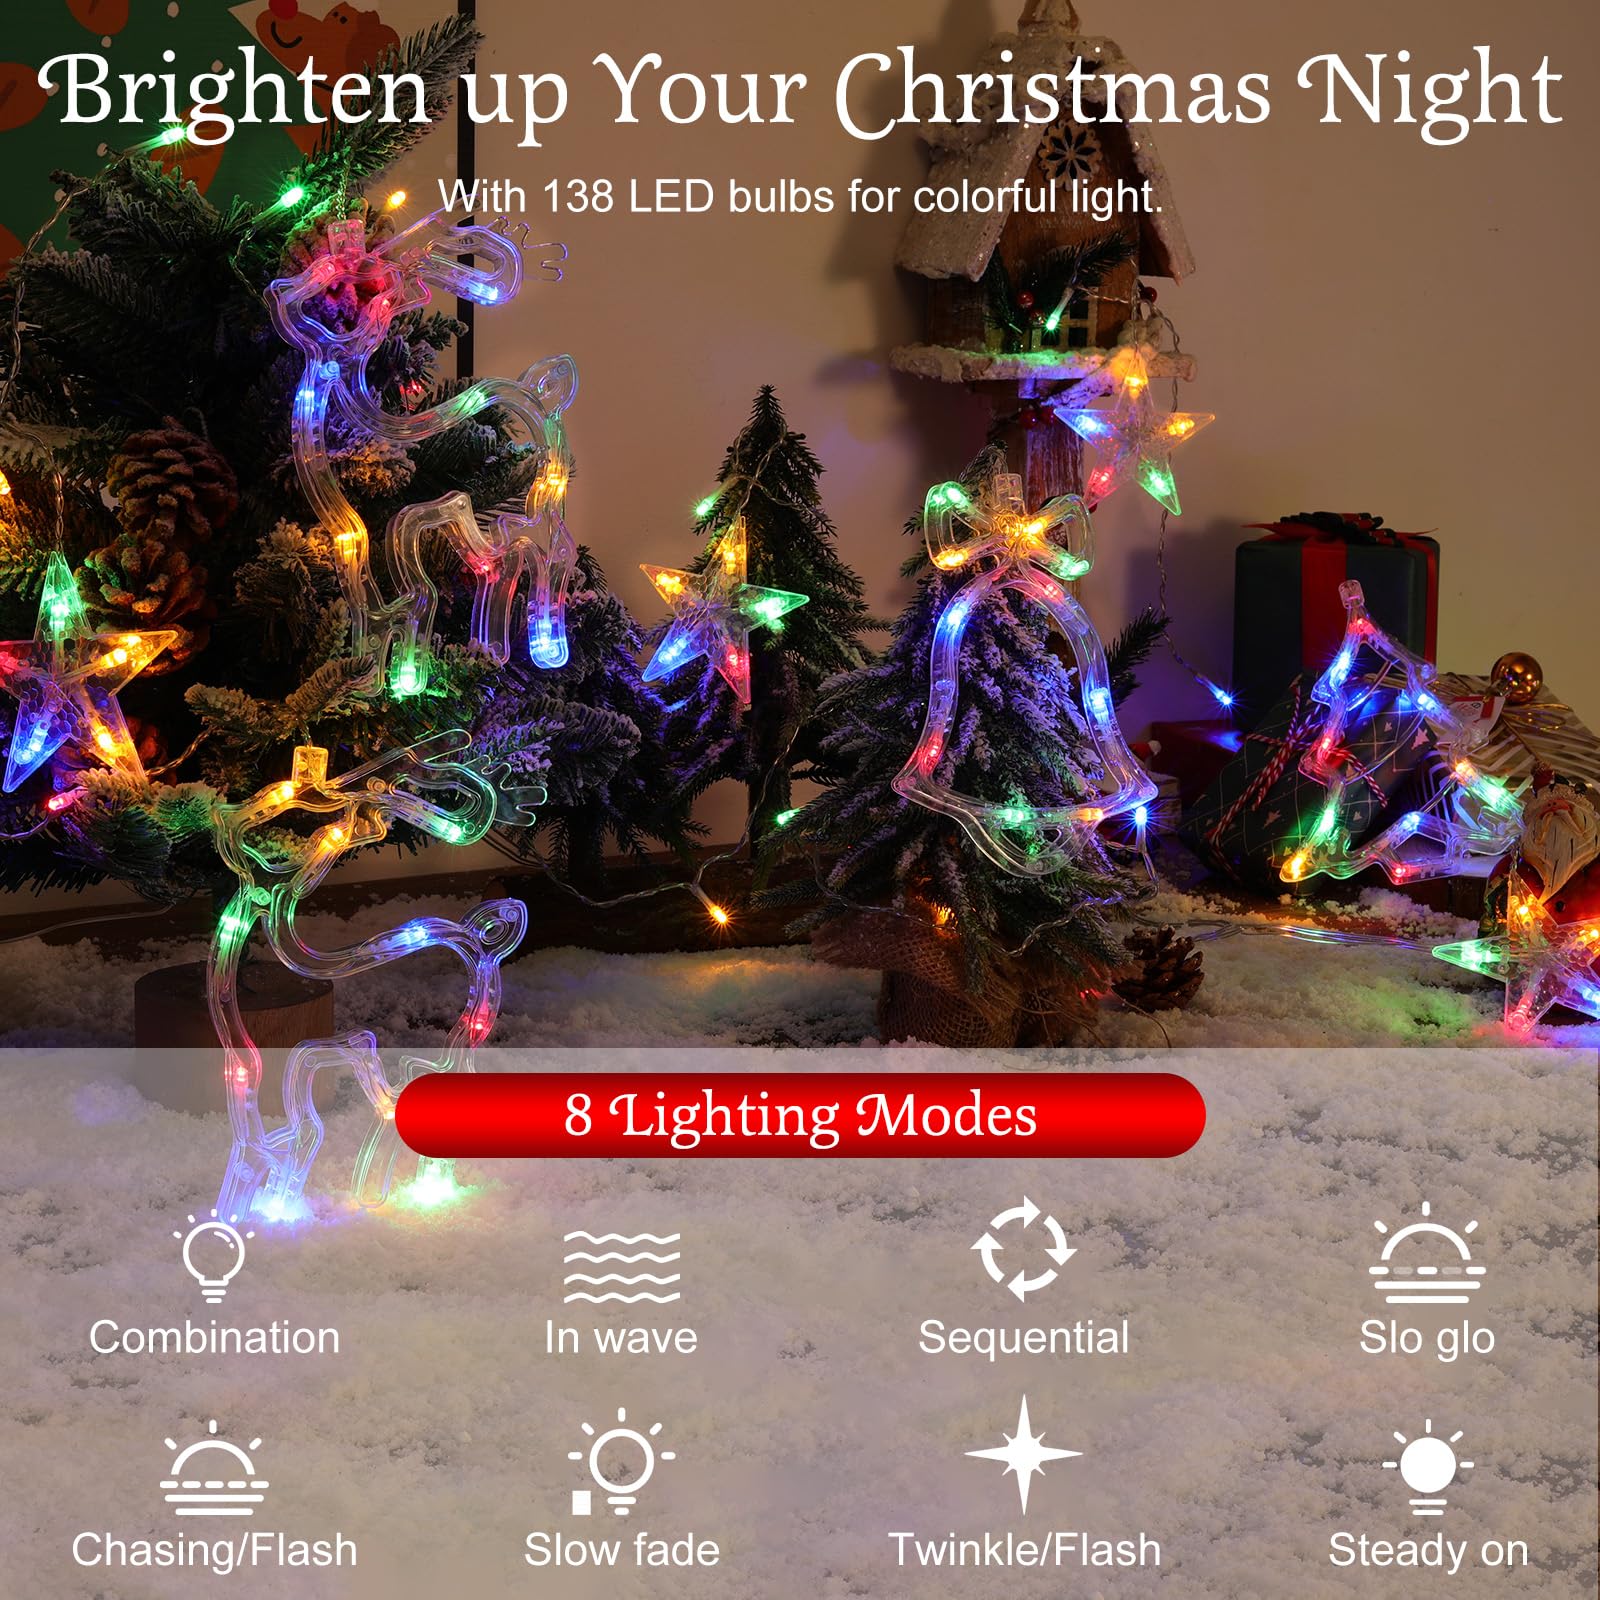 Brighten up Your Christmas Night
With 138 LED bulbs for colorful light.
8 Lighting Modes
Combination
In wave
Sequential
Slo glo
Chasing/Flash
Slow fade
Twinkle/Flash
Steady on